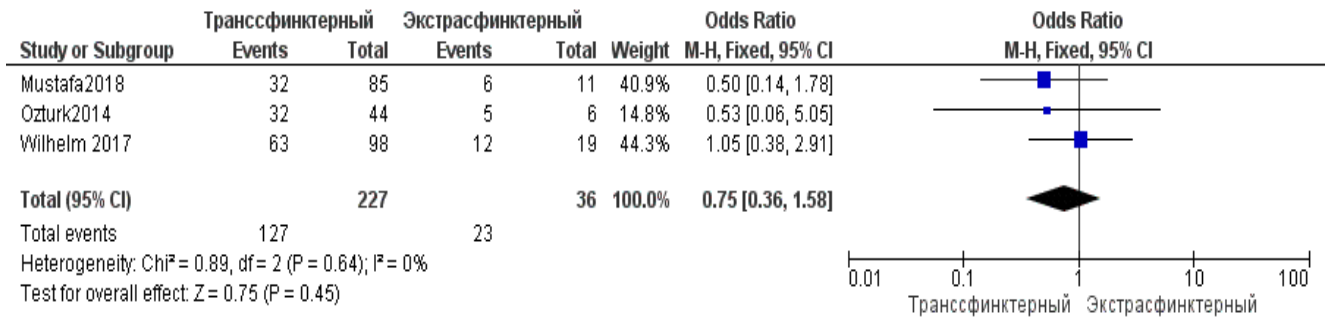 Транссфинктерный Экстрасфинктерный Odds Ratio Odds Ratio
Study or Subgroup Events Total Events Total Weight M-H, Fixed, 95% CI M-H, Fixed, 95% CI
Mustafa2018 32 85 6 11 40.9% 0.50 [0.14, 1.78]
Ozturk2014 32 44 5 6 14.8% 0.53 [0.06, 5.05]
Wilhelm 2017 63 98 12 19 44.3% 1.05 [0.38, 2.91]
Total (95% CI) 227 36 100.0% 0.75 [0.36, 1.58]
Total events 127 23
Heterogeneity: Chi² = 0.89, df = 2 (P = 0.64); I² = 0%
Test for overall effect: Z = 0.75 (P = 0.45)
0.01 0.1 1 10 100
Транссфинктерный Экстрасфинктерный